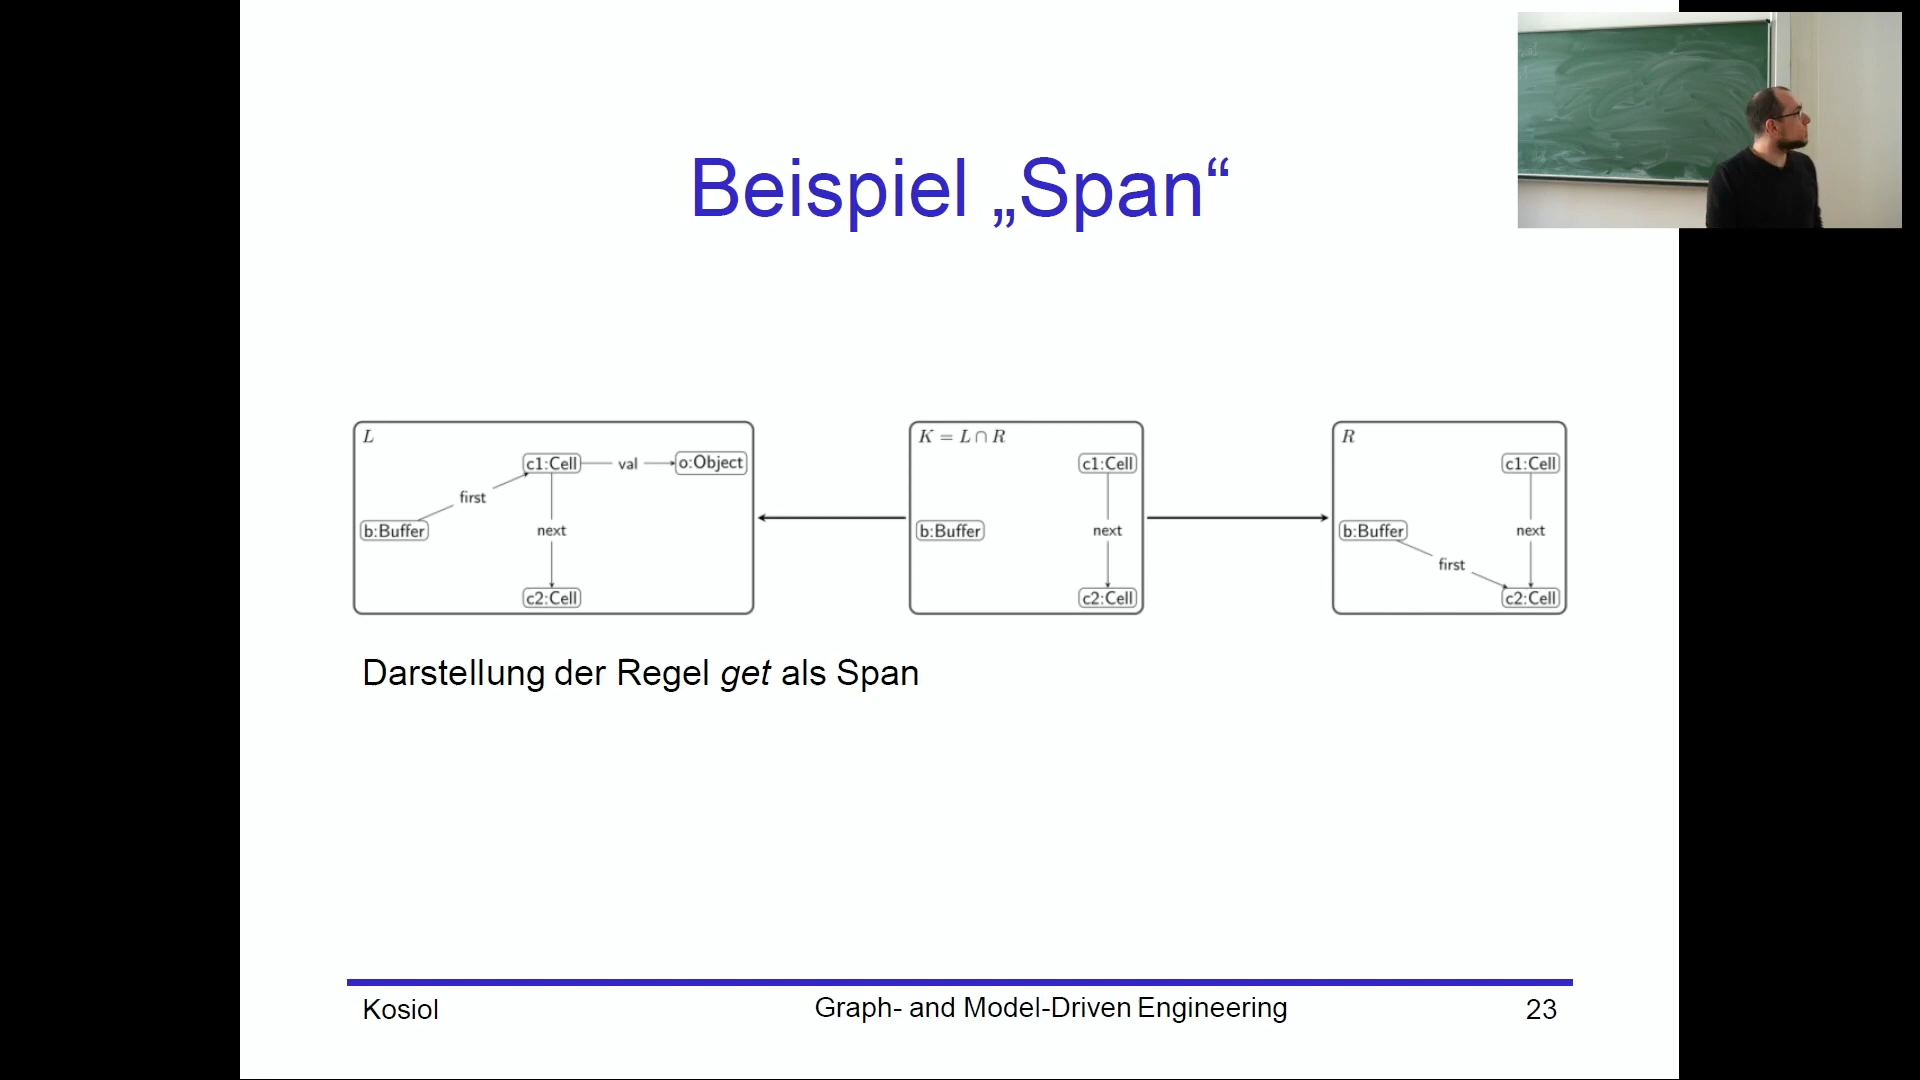 Beispiel „Span“
L
c1:Cell val o:Object
first
b:Buffer next
c2:Cell
K = L ∩ R
c1:Cell
b:Buffer next
c2:Cell
R
c1:Cell
b:Buffer next
first
c2:Cell
Darstellung der Regel get als Span
Kosiol Graph- and Model-Driven Engineering 23